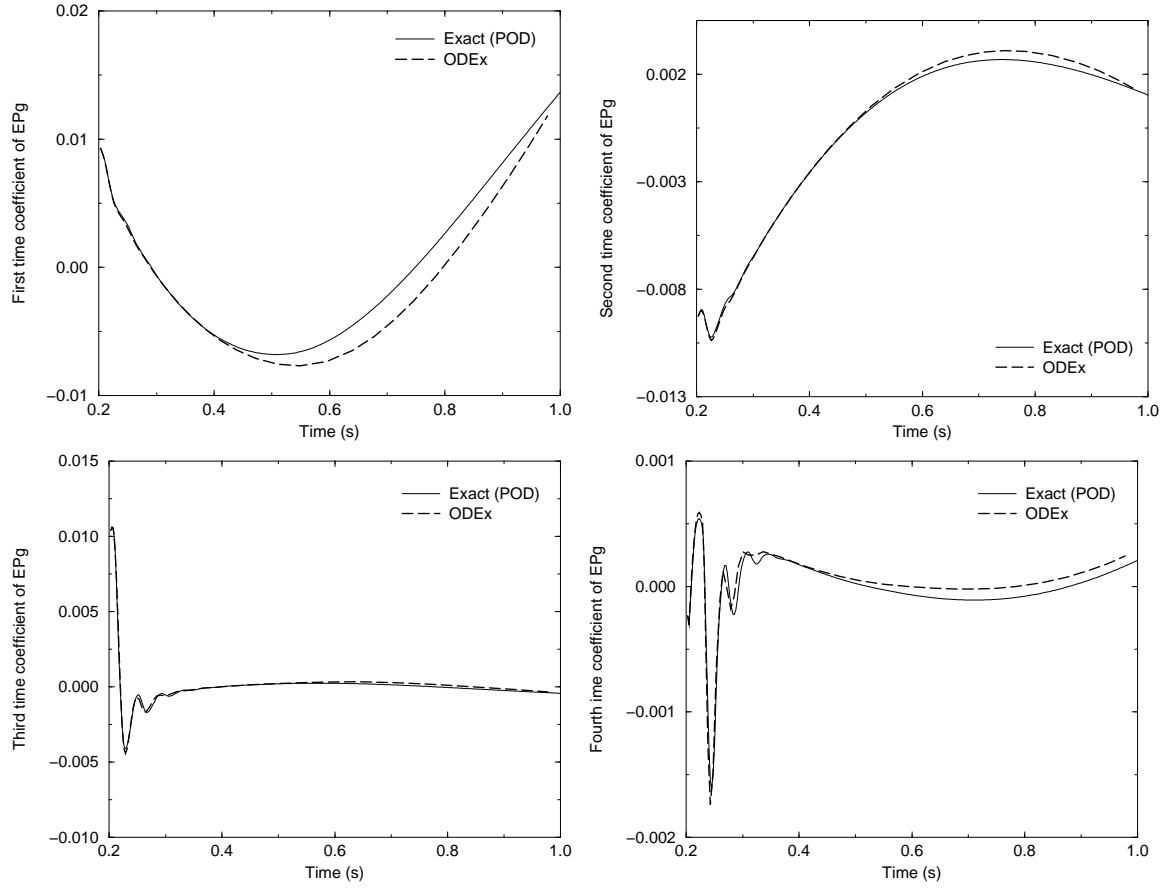 0.02
0.01
0.00
−0.01
First time coefficient of EPg
Exact (POD)
ODEx
0.2
0.4
0.6
0.8
1.0
Time (s)
0.002
−0.003
−0.008
−0.013
Second time coefficient of EPg
Exact (POD)
ODEx
0.2
0.4
0.6
0.8
1.0
Time (s)
0.015
0.010
0.005
0.000
−0.005
−0.010
Third time coefficient of EPg
Exact (POD)
ODEx
0.2
0.4
0.6
0.8
1.0
Time (s)
0.001
0.000
−0.001
−0.002
Fourth ime coefficient of EPg
Exact (POD)
ODEx
0.2
0.4
0.6
0.8
1.0
Time (s)